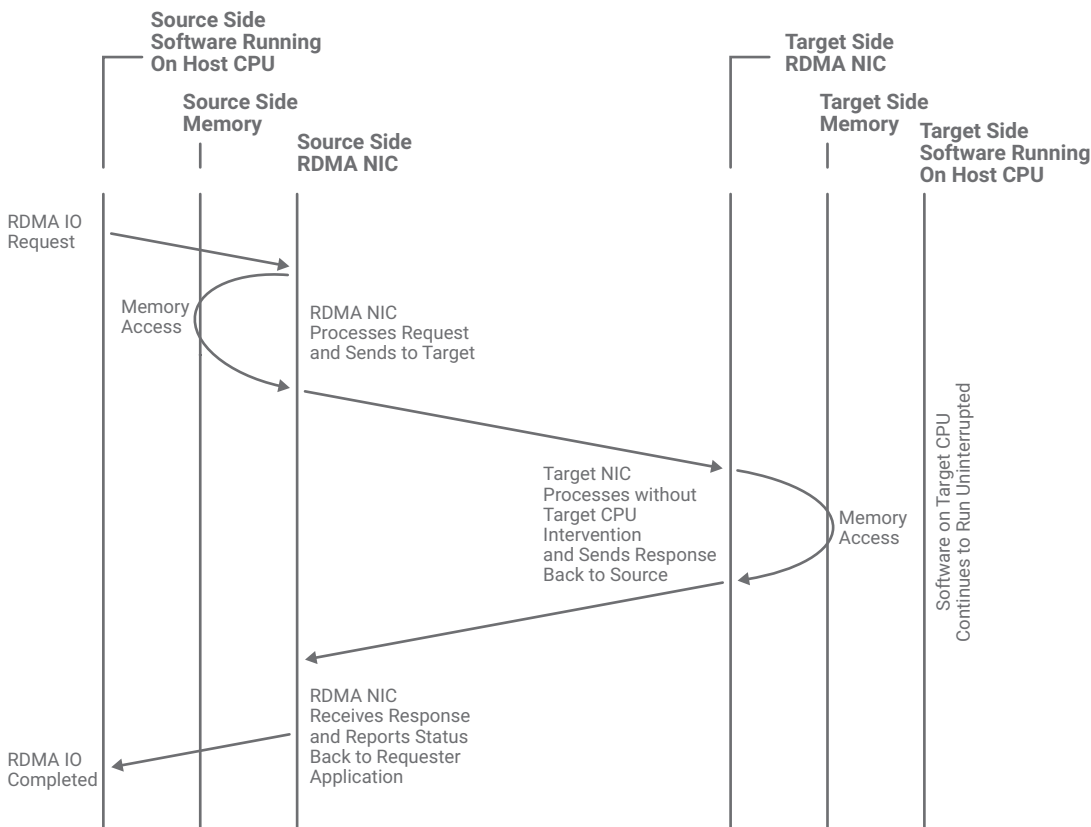 Source Side
Software Running
On Host CPU
Source Side
Memory
Source Side
RDMA NIC
Target Side
RDMA NIC
Target Side
Memory
Target Side
Software Running
On Host CPU
RDMA IO
Request
Memory
Access
RDMA NIC
Processes Request
and Sends to Target
Target NIC
Processes without
Target CPU
Intervention
and Sends Response
Back to Source
Memory
Access
Software on Target CPU
Continues to Run Uninterrupted
RDMA NIC
Receives Response
and Reports Status
Back to Requester
Application
RDMA IO
Completed